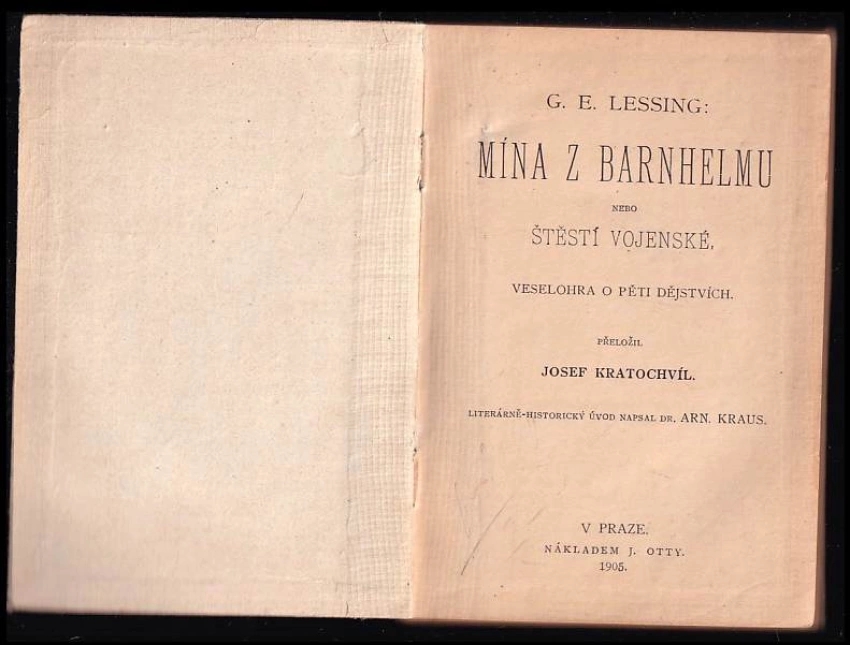 G. E. LESSING:
MÍNA Z BARNHELMU
NEBO
ŠTĚSTÍ VOJENSKÉ.
VESELOHRA O PĚTI DĚJSTVÍCH.
PŘELOŽIL
JOSEF KRATOCHVÍL.
LITERÁRNĚ-HISTORICKÝ ÚVOD NAPSAL DR. ARN. KRAUS.
V PRAZE.
NÁKLADEM J. OTTY.
1905.